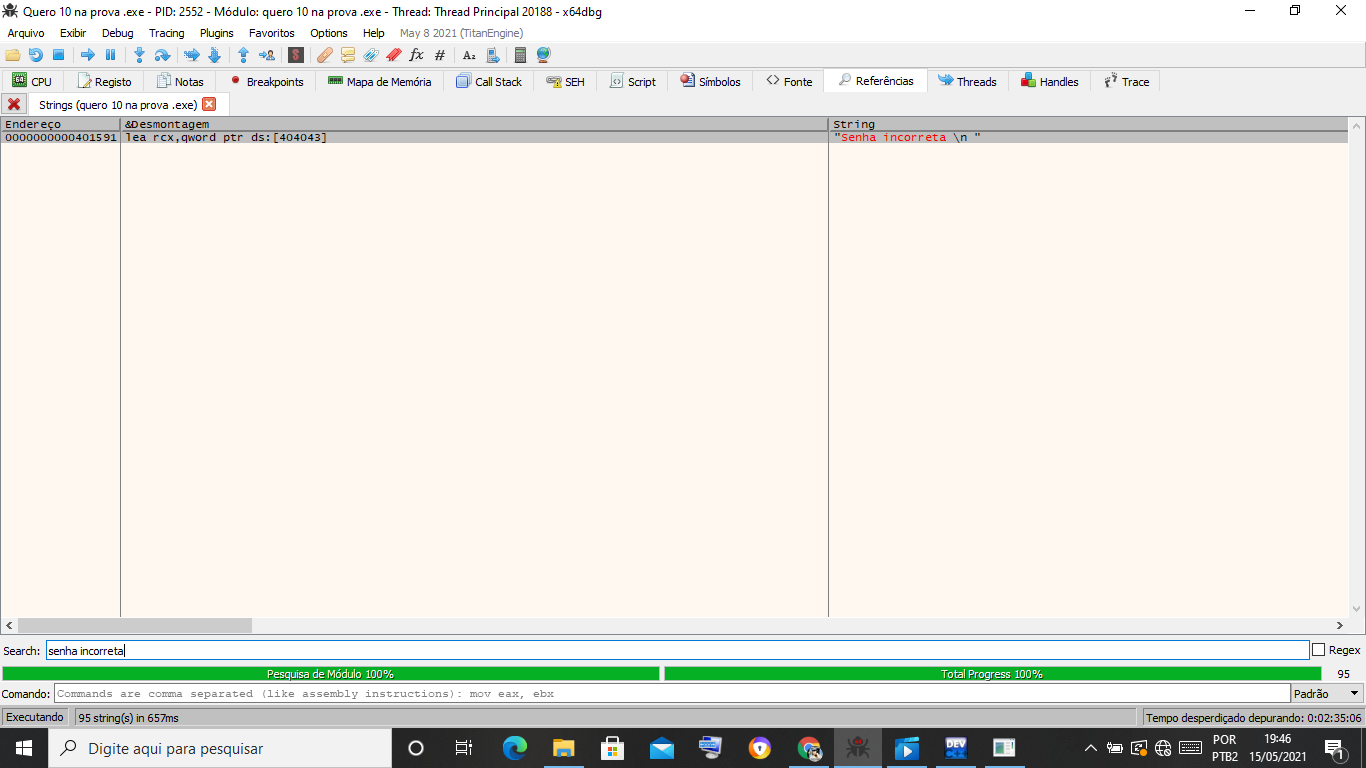 Quero 10 na prova .exe - PID: 2552 - Módulo: quero 10 na prova .exe - Thread: Thread Principal 20188 - x64dbg
Arquivo Exibir Debug Tracing Plugins Favoritos Options Help May 8 2021 (TitanEngine)
CPU Registo Notas Breakpoints Mapa de Memória Call Stack SEH Script Símbolos Fonte Referências Threads Handles Trace
Strings (quero 10 na prova .exe)
Endereço &Desmontagem String
0000000000401591 lea rcx,qword ptr ds:[404043] "Senha incorreta \n "
Search: senha incorreta Regex
Pesquisa de Módulo 100% Total Progress 100% 95
Comando: Commands are comma separated (like assembly instructions): mov eax, ebx Padrão
Executando 95 string(s) in 657ms Tempo desperdiçado depurando: 0:02:35:06
Digite aqui para pesquisar DEV POR 19:46
PTB2 15/05/2021 1